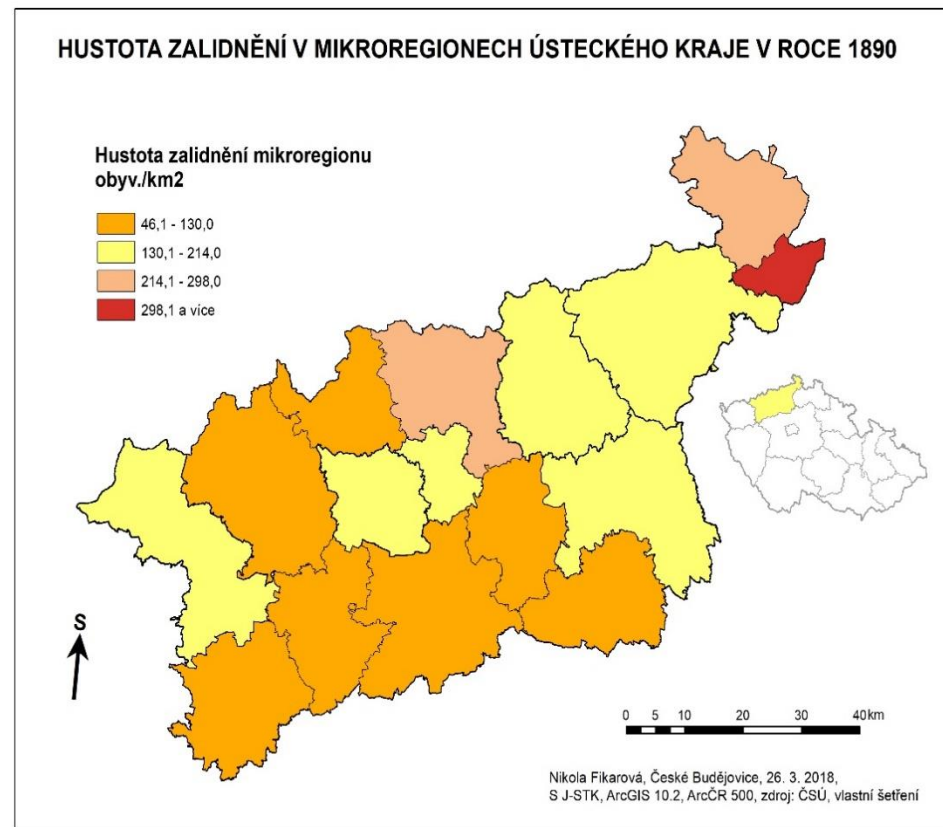 HUSTOTA ZALIDNĚNÍ V MIKROREGIONECH ÚSTECKÉHO KRAJE V ROCE 1890
Hustota zalidnění mikroregionu
obyv./km2
46,1 - 130,0
130,1 - 214,0
214,1 - 298,0
298,1 a více
S
0 5 10 20 30 40 km
Nikola Fikarová, České Budějovice, 26. 3. 2018,
S J-STK, ArcGIS 10.2, ArcČR 500, zdroj: ČSÚ, vlastní šetření